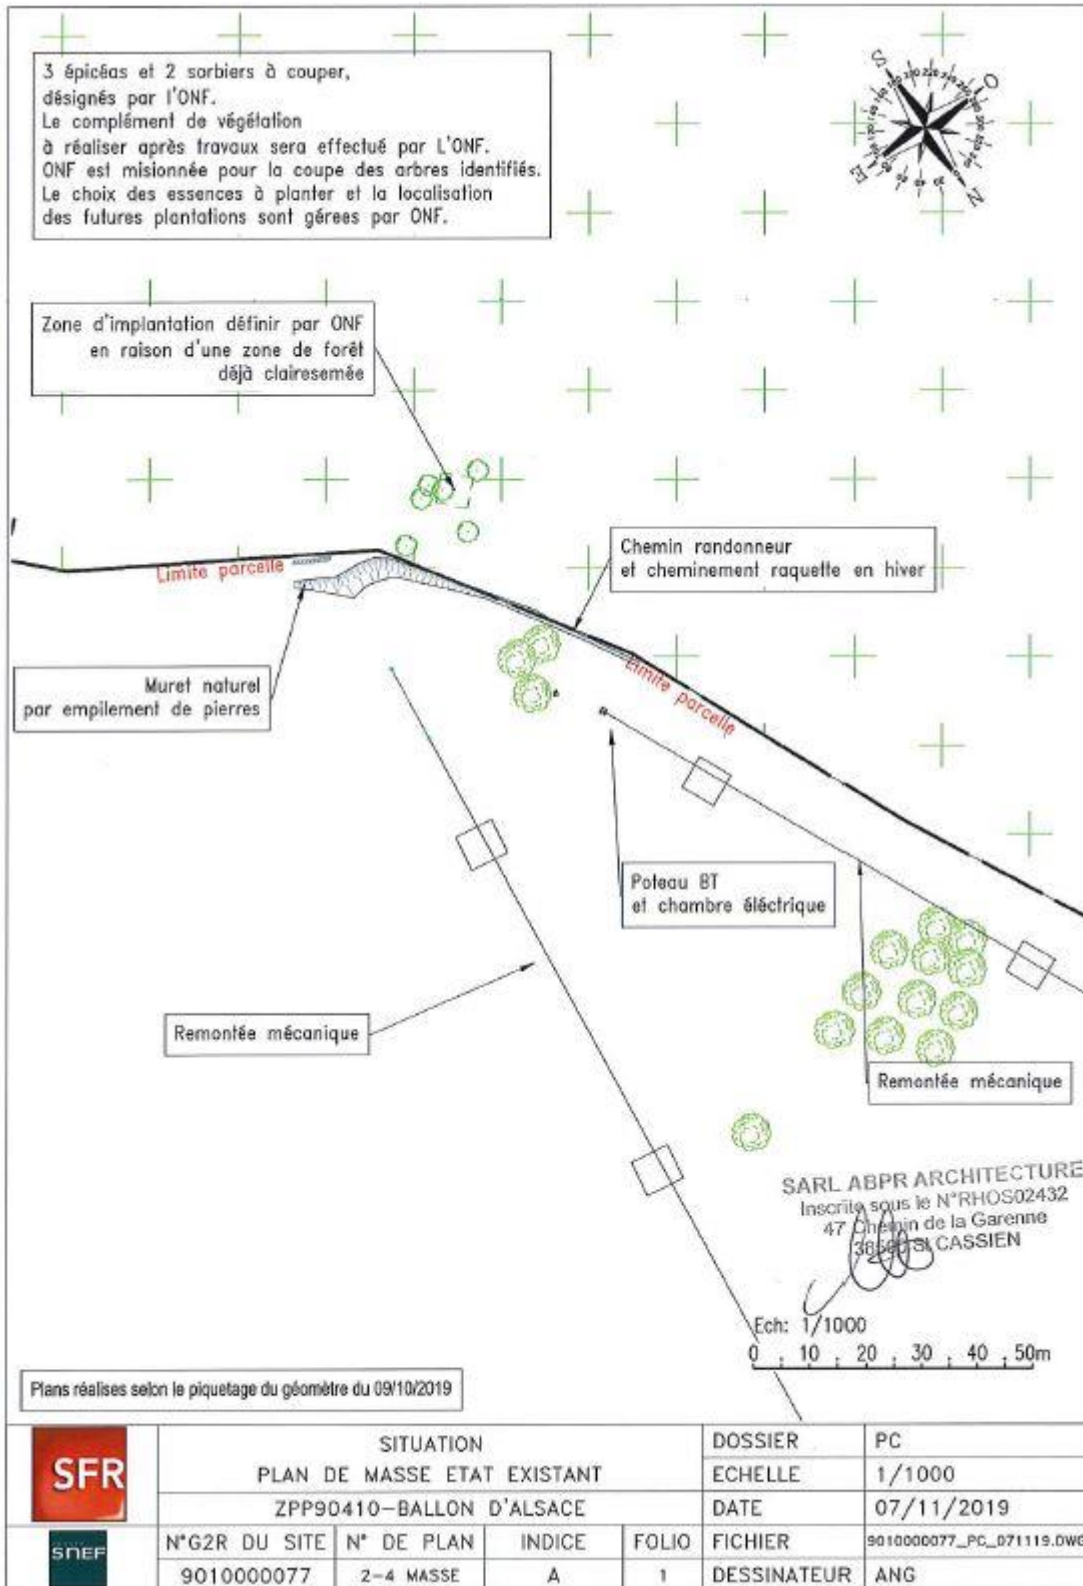 3 épicéas et 2 sorbiers à couper,
désignés par l'ONF.
Le complément de végétation
à réaliser après travaux sera effectué par L'ONF.
ONF est misionnée pour la coupe des arbres identifiés.
Le choix des essences à planter et la localisation
des futures plantations sont gérees par ONF.
S
O
E
N
Zone d'implantation définir par ONF
en raison d'une zone de forêt
déjà clairesemée
Chemin randonneur
et cheminement raquette en hiver
Limite parcelle
Muret naturel
par empilement de pierres
Limite parcelle
Poteau BT
et chambre éléctrique
Remontée mécanique
Remontée mécanique
SARL ABPR ARCHITECTURE
Inscrite sous le N°RHOS02432
47 Chemin de la Garenne
St CASSIEN
Ech: 1/1000
0 10 20 30 40 50m
Plans réalises selon le piquetage du géomètre du 09/10/2019
SFR
SITUATION
PLAN DE MASSE ETAT EXISTANT
ZPP90410-BALLON D'ALSACE
DOSSIER PC
ECHELLE 1/1000
DATE 07/11/2019
snef
N°G2R DU SITE N° DE PLAN INDICE FOLIO FICHIER 9010000077_PC_071119.DWG
9010000077 2-4 MASSE A 1 DESSINATEUR ANG